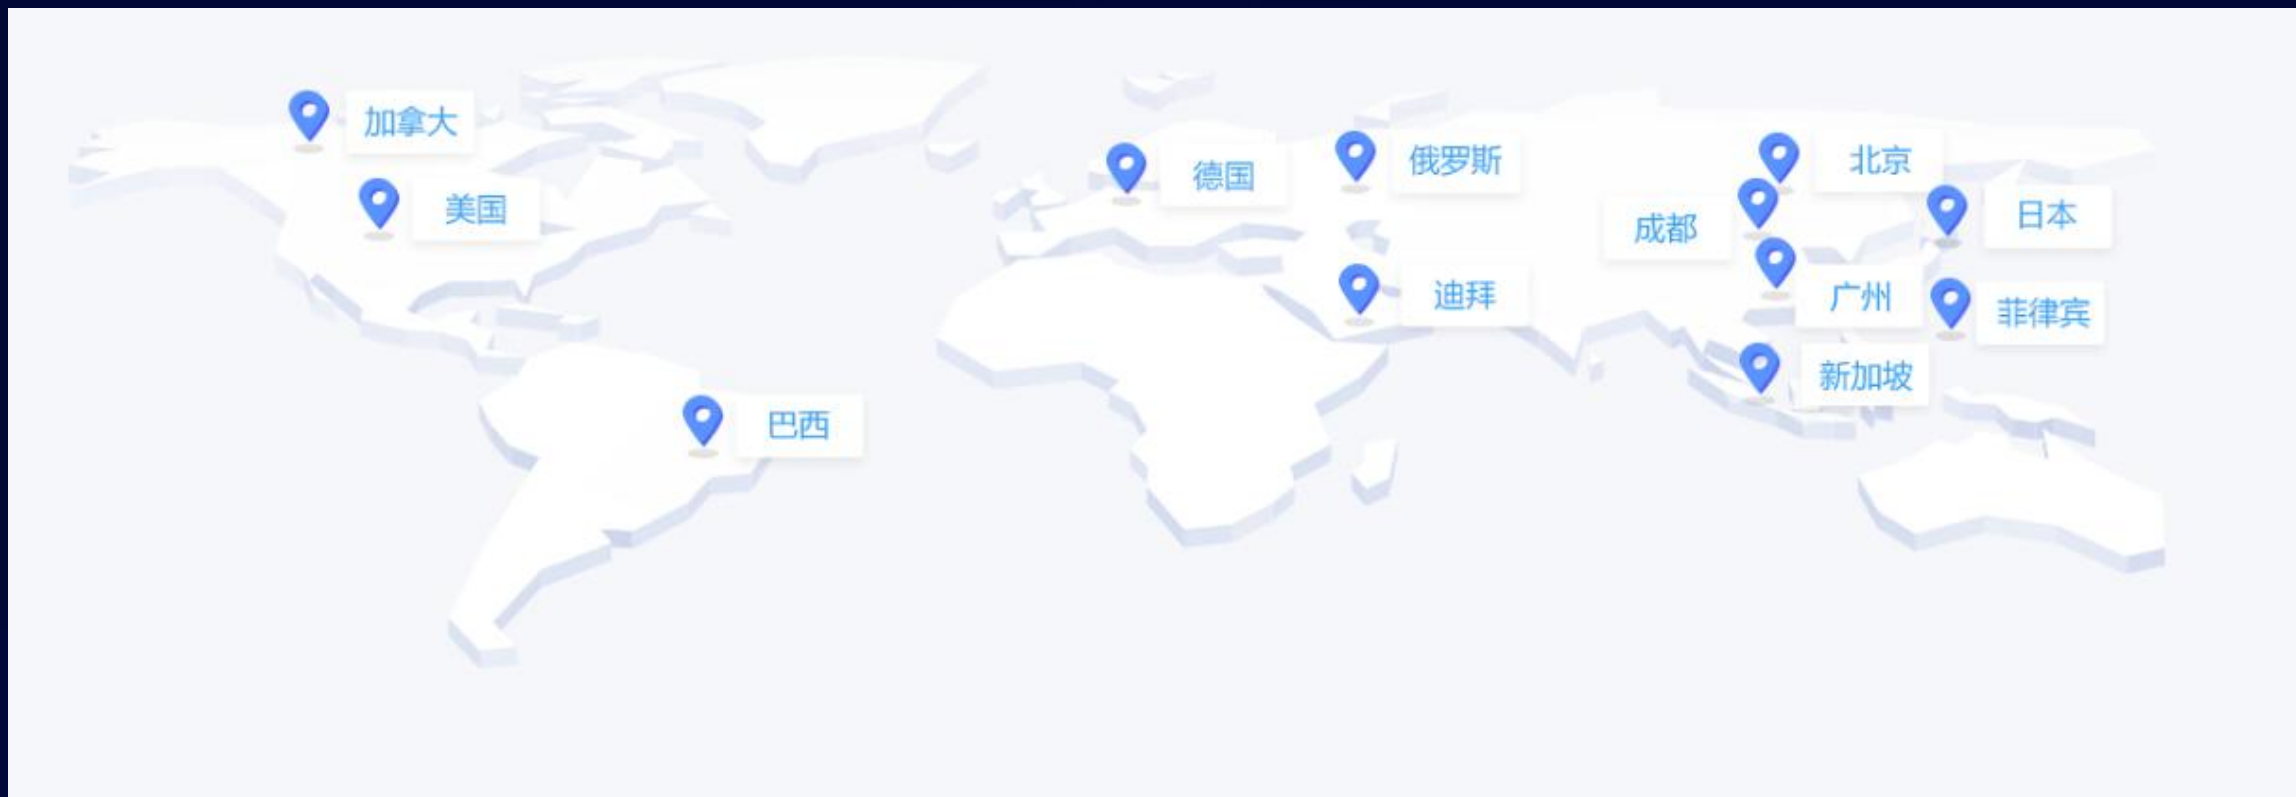 加拿大
美国
德国
俄罗斯
北京
成都
日本
迪拜
广州
菲律宾
新加坡
巴西